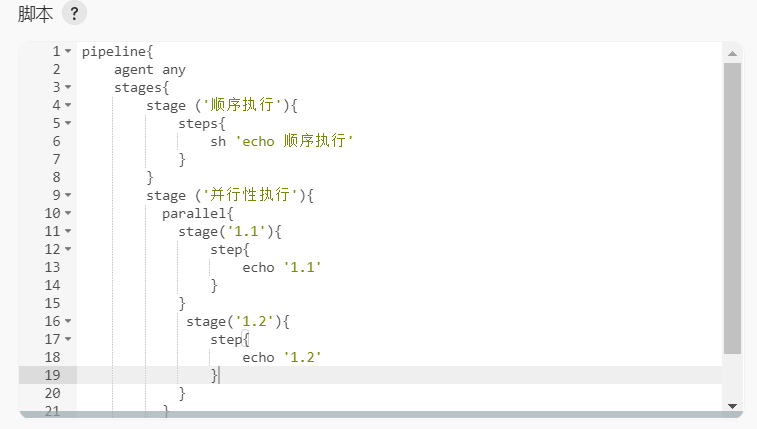 脚本 ?
1 pipeline{
2     agent any
3     stages{
4         stage ('顺序执行'){
5             steps{
6                 sh 'echo 顺序执行'
7             }
8         }
9         stage ('并行性执行'){
10           parallel{
11             stage('1.1'){
12                 step{
13                     echo '1.1'
14                 }
15             }
16              stage('1.2'){
17                 step{
18                     echo '1.2'
19                 }
20             }
21           }